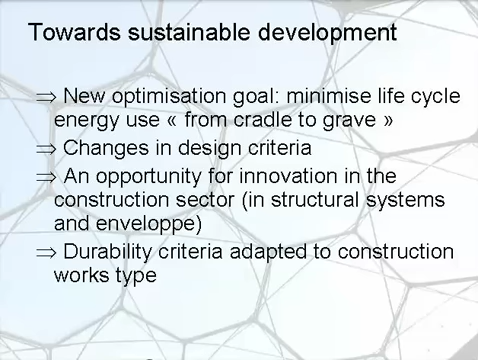 Towards sustainable development
⇒ New optimisation goal: minimise life cycle
energy use « from cradle to grave »
⇒ Changes in design criteria
⇒ An opportunity for innovation in the
construction sector (in structural systems
and enveloppe)
⇒ Durability criteria adapted to construction
works type